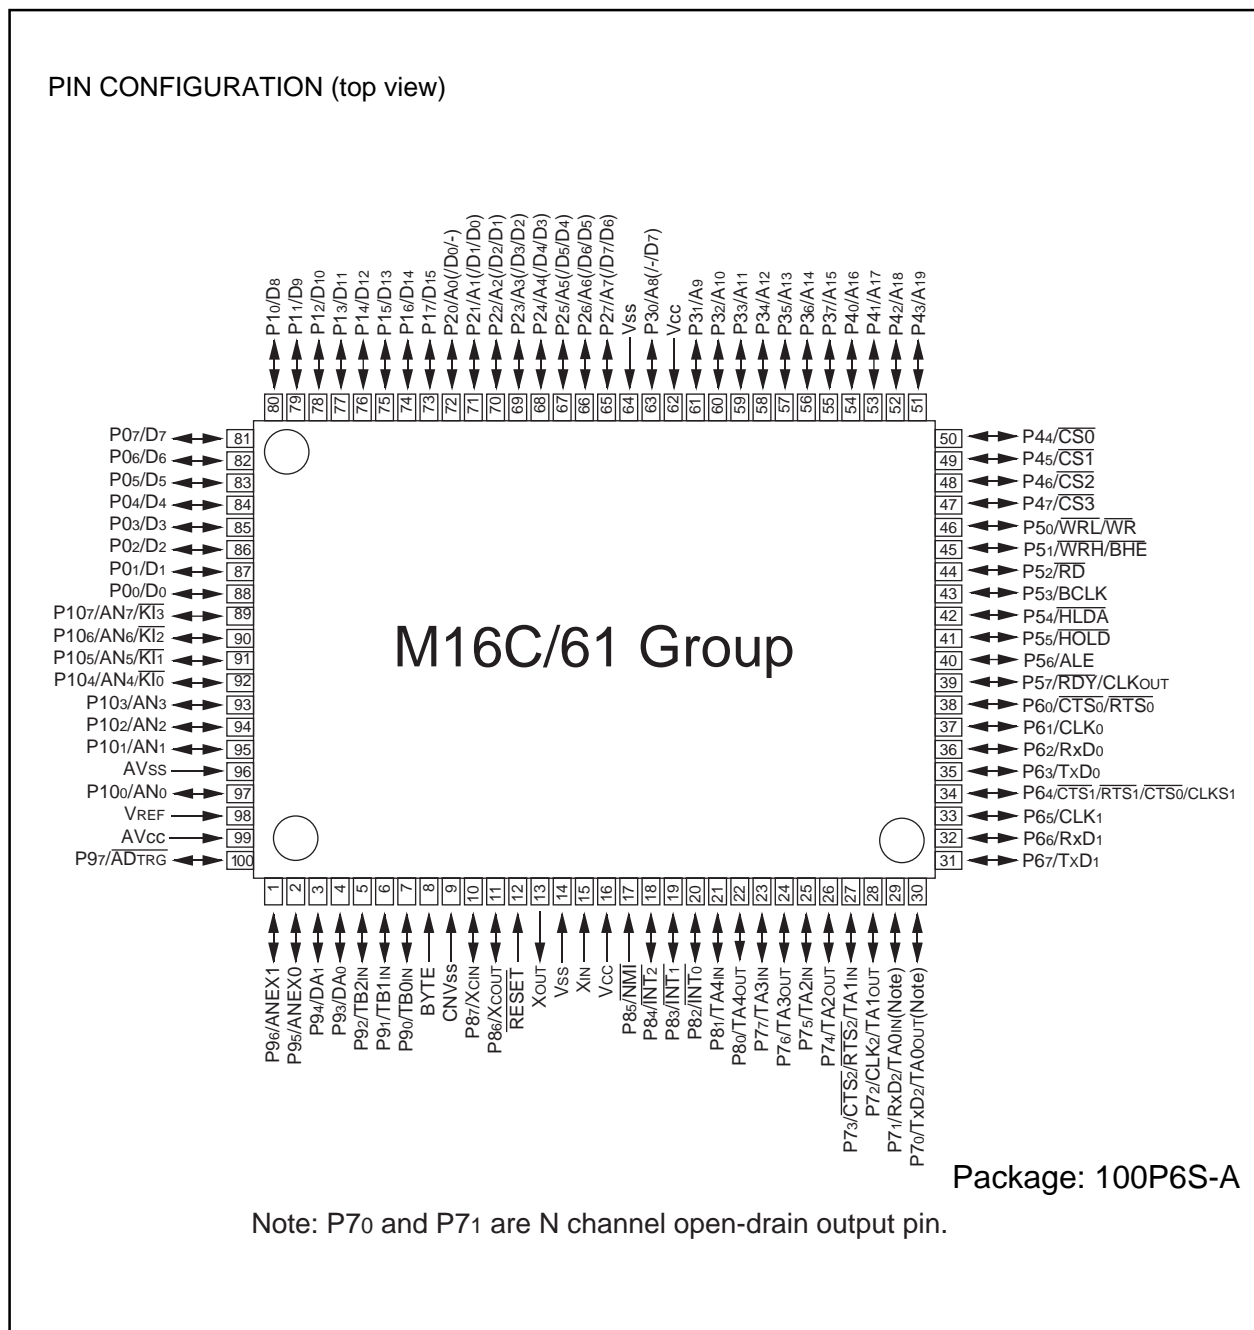 PIN CONFIGURATION (top view)
P10/D8
P11/D9
P12/D10
P13/D11
P14/D12
P15/D13
P16/D14
P17/D15
P20/A0(/D0/-)
P21/A1(/D1/D0)
P22/A2(/D2/D1)
P23/A3(/D3/D2)
P24/A4(/D4/D3)
P25/A5(/D5/D4)
P26/A6(/D6/D5)
P27/A7(/D7/D6)
Vss
P30/A8(/-/D7)
Vcc
P31/A9
P32/A10
P33/A11
P34/A12
P35/A13
P36/A14
P37/A15
P40/A16
P41/A17
P42/A18
P43/A19
80 79 78 77 76 75 74 73 72 71 70 69 68 67 66 65 64 63 62 61 60 59 58 57 56 55 54 53 52 51
P07/D7 81
P06/D6 82
P05/D5 83
P04/D4 84
P03/D3 85
P02/D2 86
P01/D1 87
P00/D0 88
P107/AN7/KI3 89
P106/AN6/KI2 90
P105/AN5/KI1 91
P104/AN4/KI0 92
P103/AN3 93
P102/AN2 94
P101/AN1 95
AVss 96
P100/AN0 97
VREF 98
AVcc 99
P97/ADTRG 100
M16C/61 Group
50 P44/CS0
49 P45/CS1
48 P46/CS2
47 P47/CS3
46 P50/WRL/WR
45 P51/WRH/BHE
44 P52/RD
43 P53/BCLK
42 P54/HLDA
41 P55/HOLD
40 P56/ALE
39 P57/RDY/CLKOUT
38 P60/CTS0/RTS0
37 P61/CLK0
36 P62/RxD0
35 P63/TxD0
34 P64/CTS1/RTS1/CTS0/CLKS1
33 P65/CLK1
32 P66/RxD1
31 P67/TxD1
1 2 3 4 5 6 7 8 9 10 11 12 13 14 15 16 17 18 19 20 21 22 23 24 25 26 27 28 29 30
P96/ANEX1
P95/ANEX0
P94/DA1
P93/DA0
P92/TB2IN
P91/TB1IN
P90/TB0IN
BYTE
CNVss
P87/XCIN
P86/XCOUT
RESET
XOUT
Vss
XIN
Vcc
P85/NMI
P84/INT2
P83/INT1
P82/INT0
P81/TA4IN
P80/TA4OUT
P77/TA3IN
P76/TA3OUT
P75/TA2IN
P74/TA2OUT
P73/CTS2/RTS2/TA1IN
P72/CLK2/TA1OUT
P71/RxD2/TA0IN(Note)
P70/TxD2/TA0OUT(Note)
Package: 100P6S-A
Note: P70 and P71 are N channel open-drain output pin.